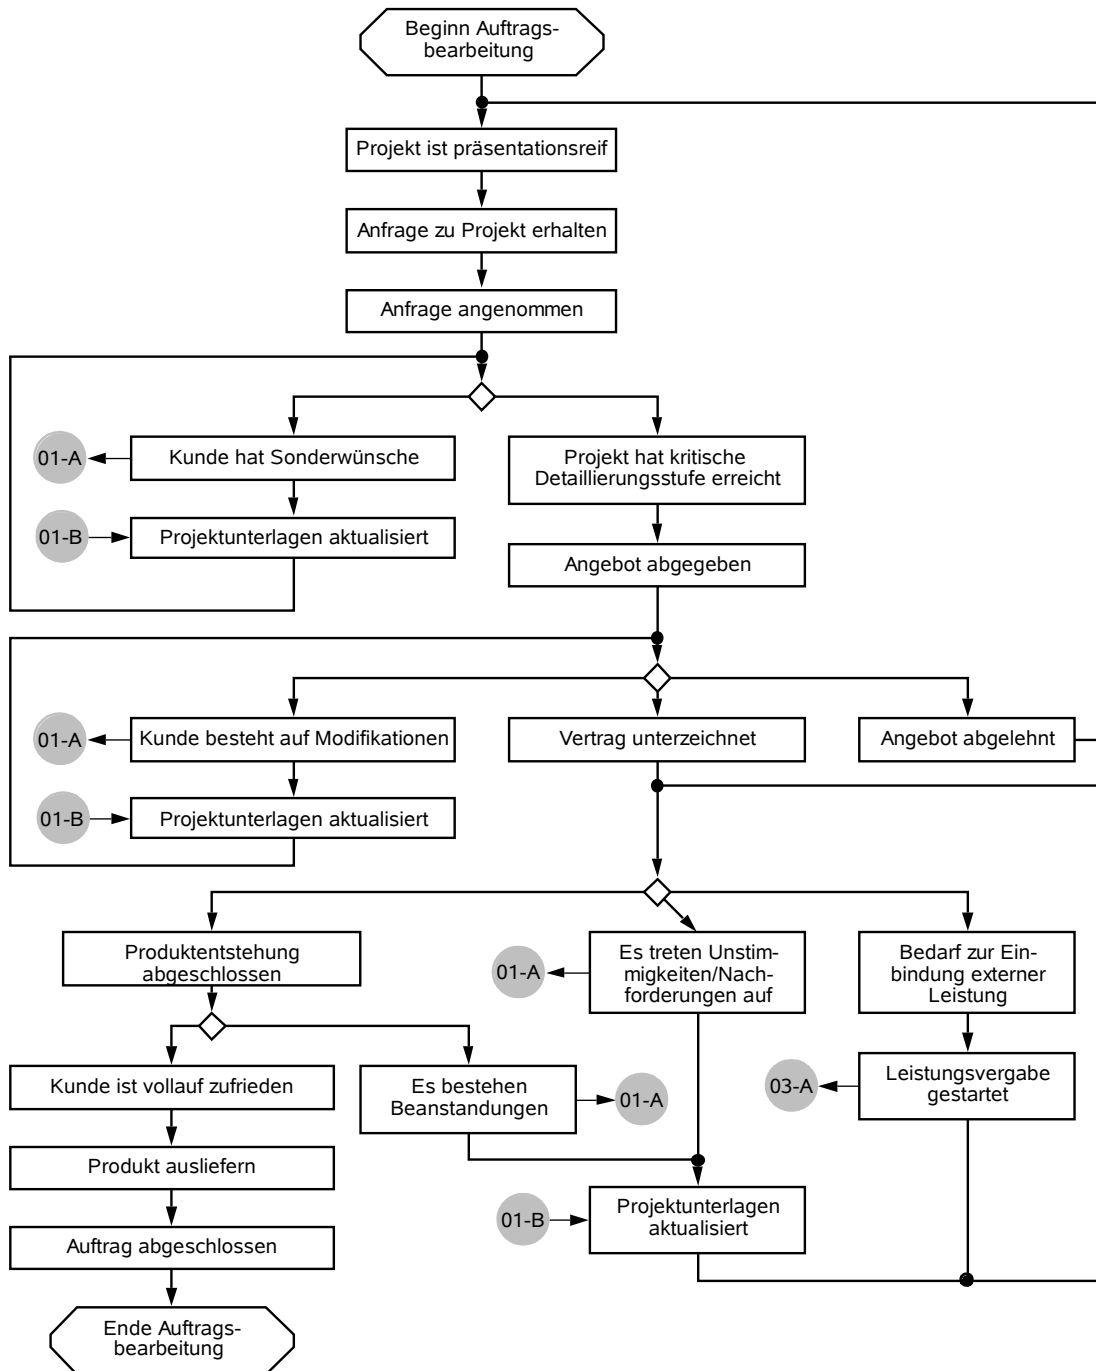 Beginn Auftrags-
bearbeitung
Projekt ist präsentationsreif
Anfrage zu Projekt erhalten
Anfrage angenommen
01-A
Kunde hat Sonderwünsche
Projekt hat kritische
Detaillierungsstufe erreicht
01-B
Projektunterlagen aktualisiert
Angebot abgegeben
01-A
Kunde besteht auf Modifikationen
Vertrag unterzeichnet
Angebot abgelehnt
01-B
Projektunterlagen aktualisiert
Produktentstehung
abgeschlossen
01-A
Es treten Unstim-
migkeiten/Nach-
forderungen auf
Bedarf zur Ein-
bindung externer
Leistung
Kunde ist vollauf zufrieden
Es bestehen
Beanstandungen
01-A
03-A
Leistungsvergabe
gestartet
Produkt ausliefern
01-B
Projektunterlagen
aktualisiert
Auftrag abgeschlossen
Ende Auftrags-
bearbeitung